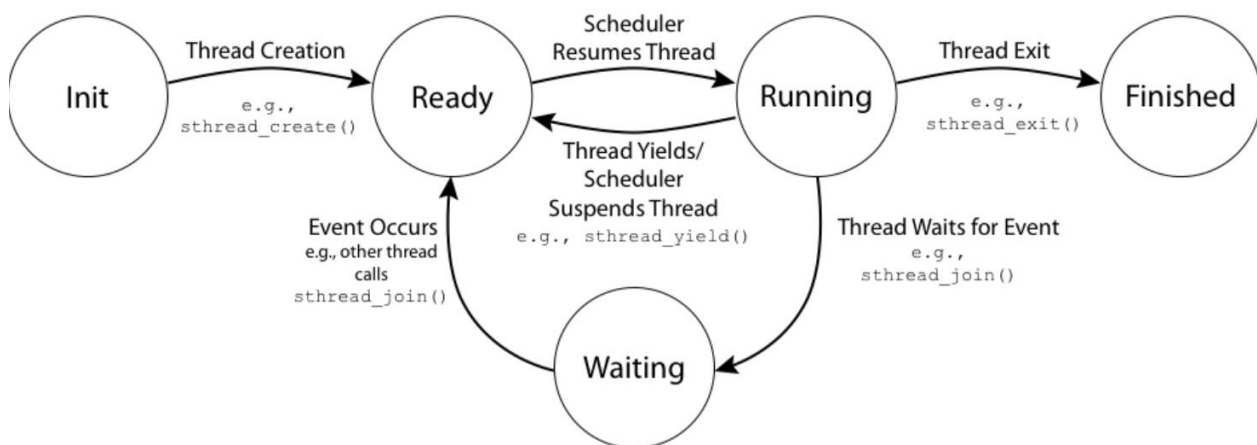 Init
Thread Creation
e.g.,
sthread_create()
Ready
Scheduler
Resumes Thread
Thread Yields/
Scheduler
Suspends Thread
e.g., sthread_yield()
Running
Thread Exit
e.g.,
sthread_exit()
Finished
Event Occurs
e.g., other thread
calls
sthread_join()
Thread Waits for Event
e.g.,
sthread_join()
Waiting